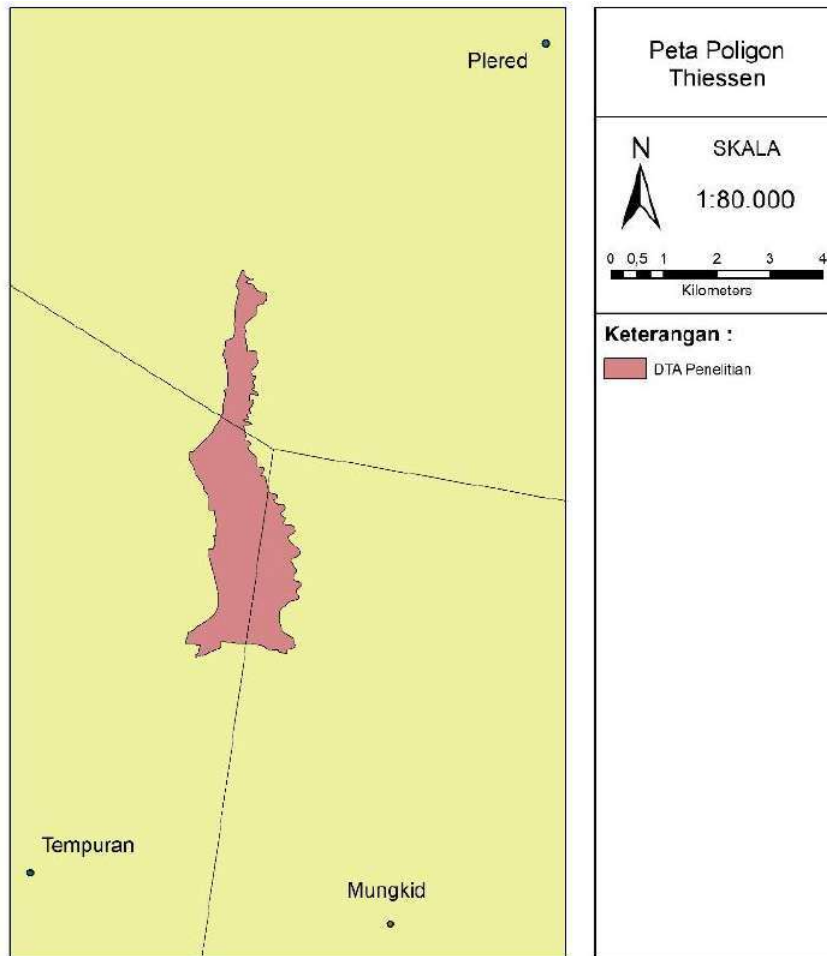 Plered
Tempuran
Mungkid
Peta Poligon
Thiessen
N
SKALA
1:80.000
0 0,5 1 2 3 4
Kilometers
Keterangan :
DTA Penelitian